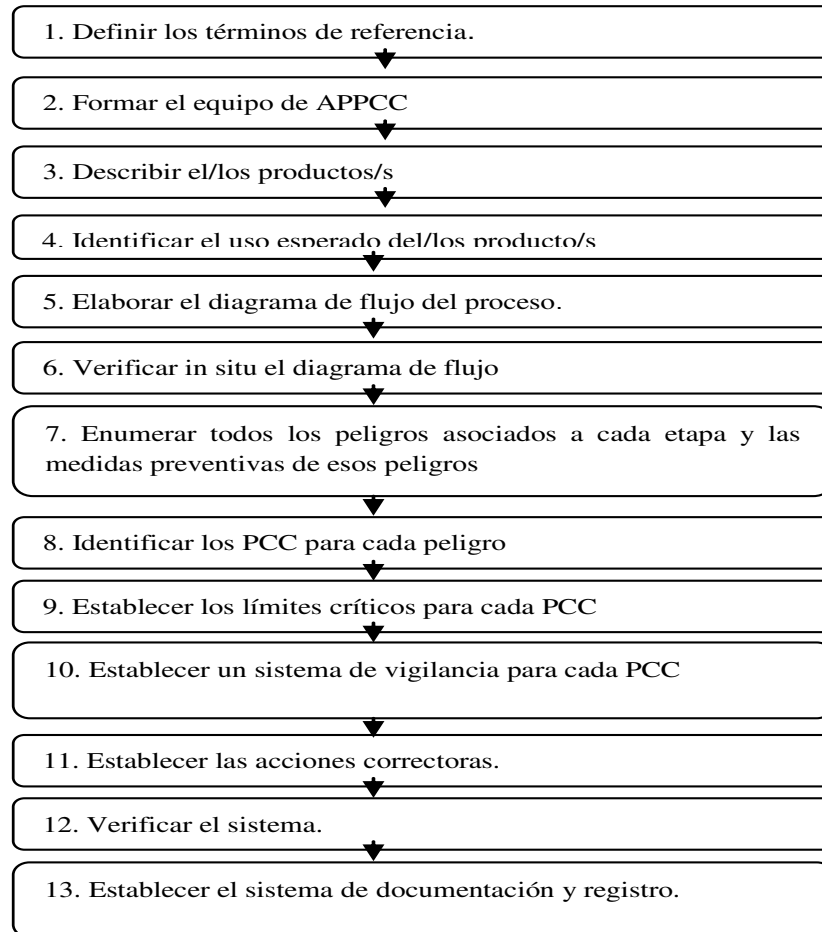 1. Definir los términos de referencia.
2. Formar el equipo de APPCC
3. Describir el/los productos/s
4. Identificar el uso esperado del/los producto/s
5. Elaborar el diagrama de flujo del proceso.
6. Verificar in situ el diagrama de flujo
7. Enumerar todos los peligros asociados a cada etapa y las
medidas preventivas de esos peligros
8. Identificar los PCC para cada peligro
9. Establecer los límites críticos para cada PCC
10. Establecer un sistema de vigilancia para cada PCC
11. Establecer las acciones correctoras.
12. Verificar el sistema.
13. Establecer el sistema de documentación y registro.